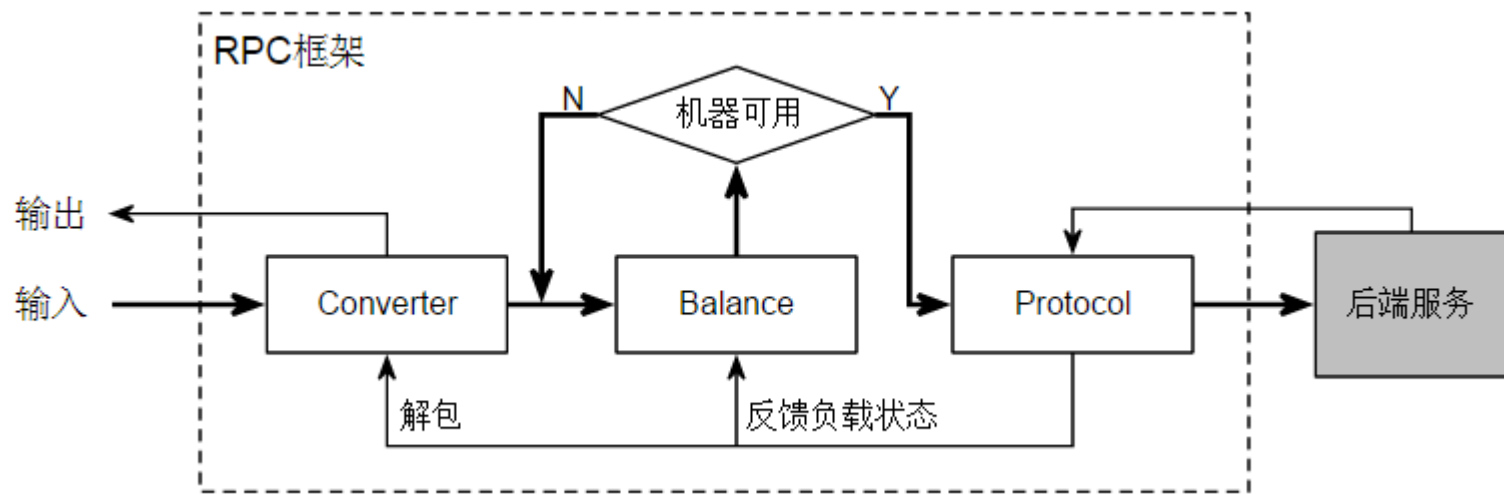 RPC框架
N
机器可用
Y
输出
输入
Converter
Balance
Protocol
后端服务
解包
反馈负载状态